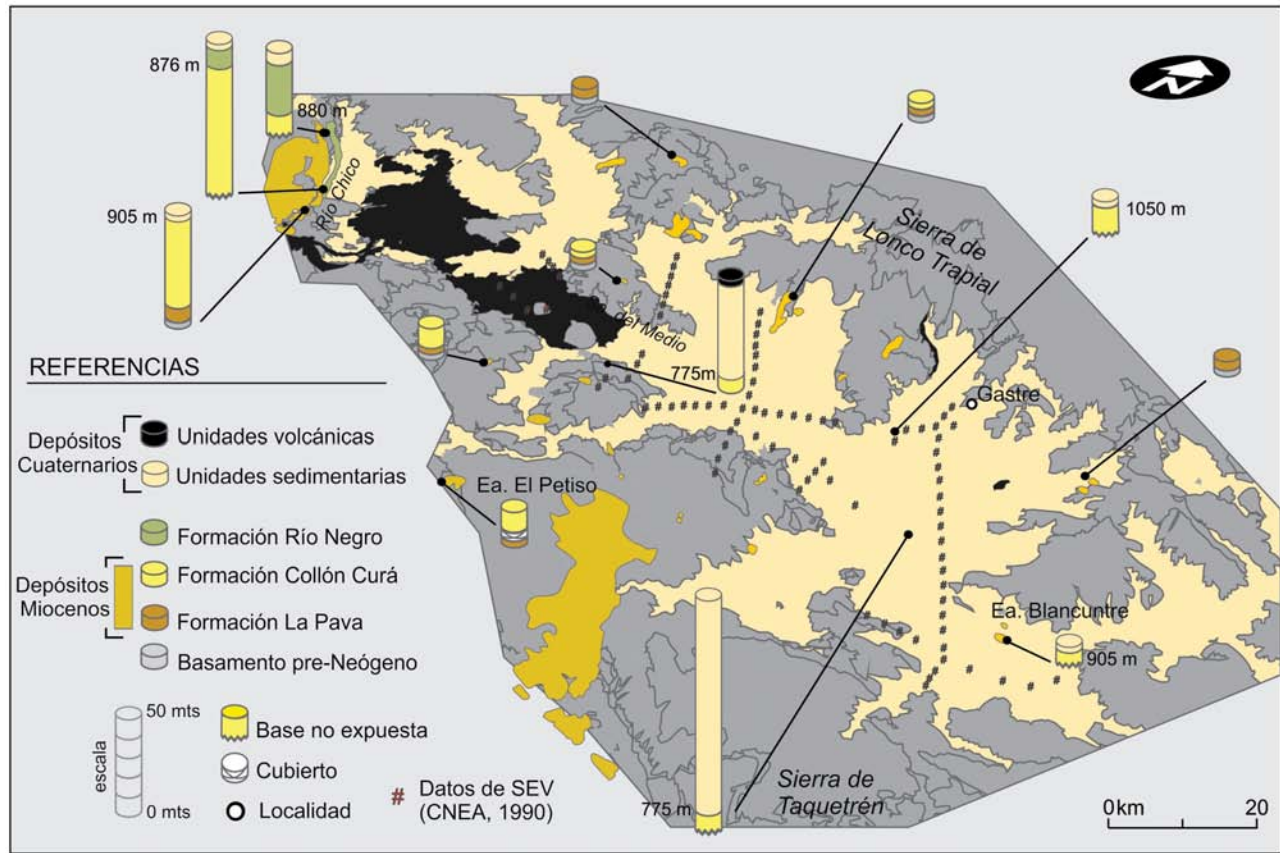 876 m
880 m
905 m
Río Chico
N
Sierra de
Lonco Trapial
1050 m
del Medio
775m
Gastre
REFERENCIAS
Depósitos
Cuaternarios
Unidades volcánicas
Unidades sedimentarias
Formación Río Negro
Depósitos
Miocenos
Formación Collón Curá
Formación La Pava
Basamento pre-Neógeno
escala
50 mts
0 mts
Base no expuesta
Cubierto
Localidad
# Datos de SEV
(CNEA, 1990)
Ea. El Petiso
Ea. Blancuntre
905 m
775 m
Sierra de
Taquetrén
0km 20